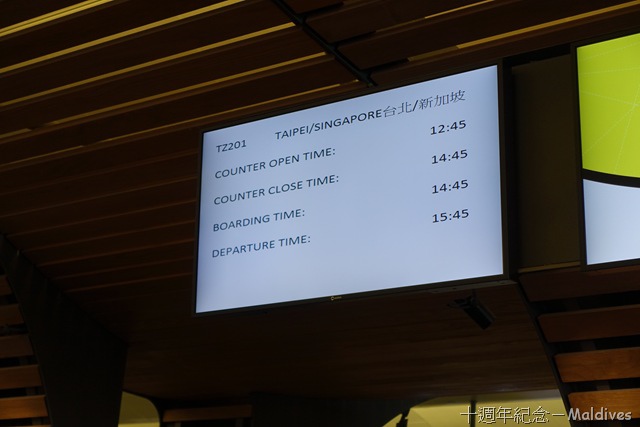 TZ201 TAIPEI/SINGAPORE台北/新加坡
COUNTER OPEN TIME: 12:45
COUNTER CLOSE TIME: 14:45
BOARDING TIME: 14:45
DEPARTURE TIME: 15:45
十週年紀念－Maldives